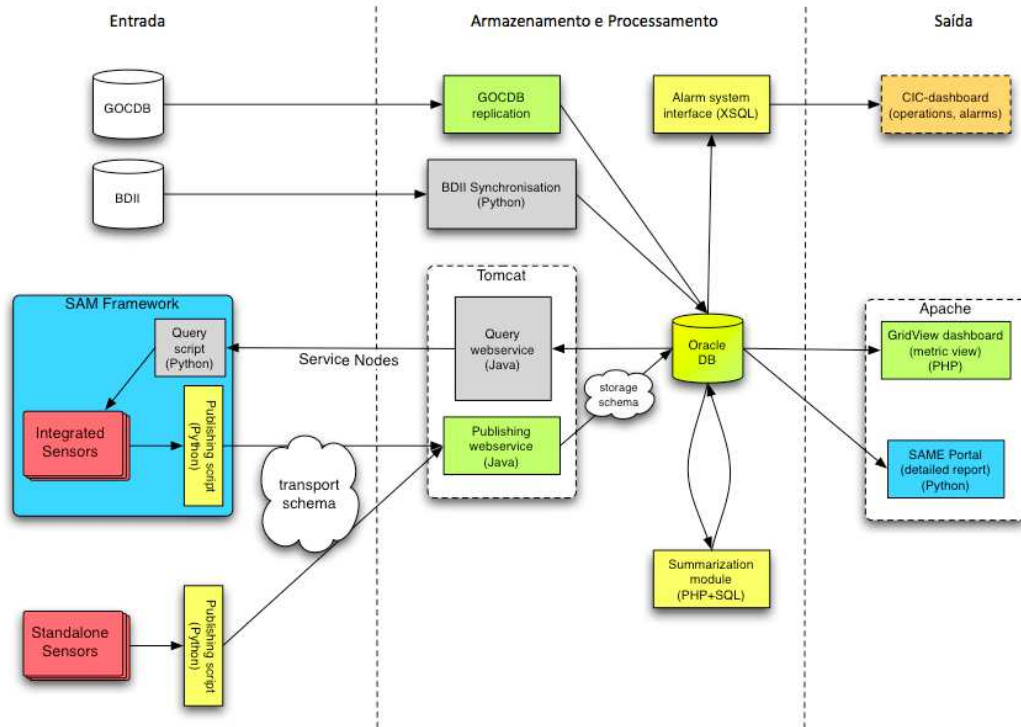 Entrada
Armazenamento e Processamento
Saída
GOCDB
GOCDB
replication
Alarm system
interface (XSQL)
CIC-dashboard
(operations, alarms)
BDII
BDII Synchronisation
(Python)
SAM Framework
Query
script
(Python)
Integrated
Sensors
Publishing script
(Python)
Service Nodes
transport
schema
Tomcat
Query
webservice
(Java)
Publishing
webservice
(Java)
storage
schema
Oracle
DB
Apache
GridView dashboard
(metric view)
(PHP)
SAME Portal
(detailed report)
(Python)
Summarization
module
(PHP+SQL)
Standalone
Sensors
Publishing script
(Python)